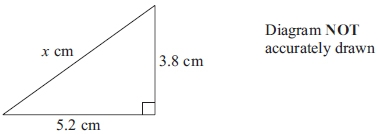 Diagram NOT
accurately drawn
x cm
3.8 cm
5.2 cm